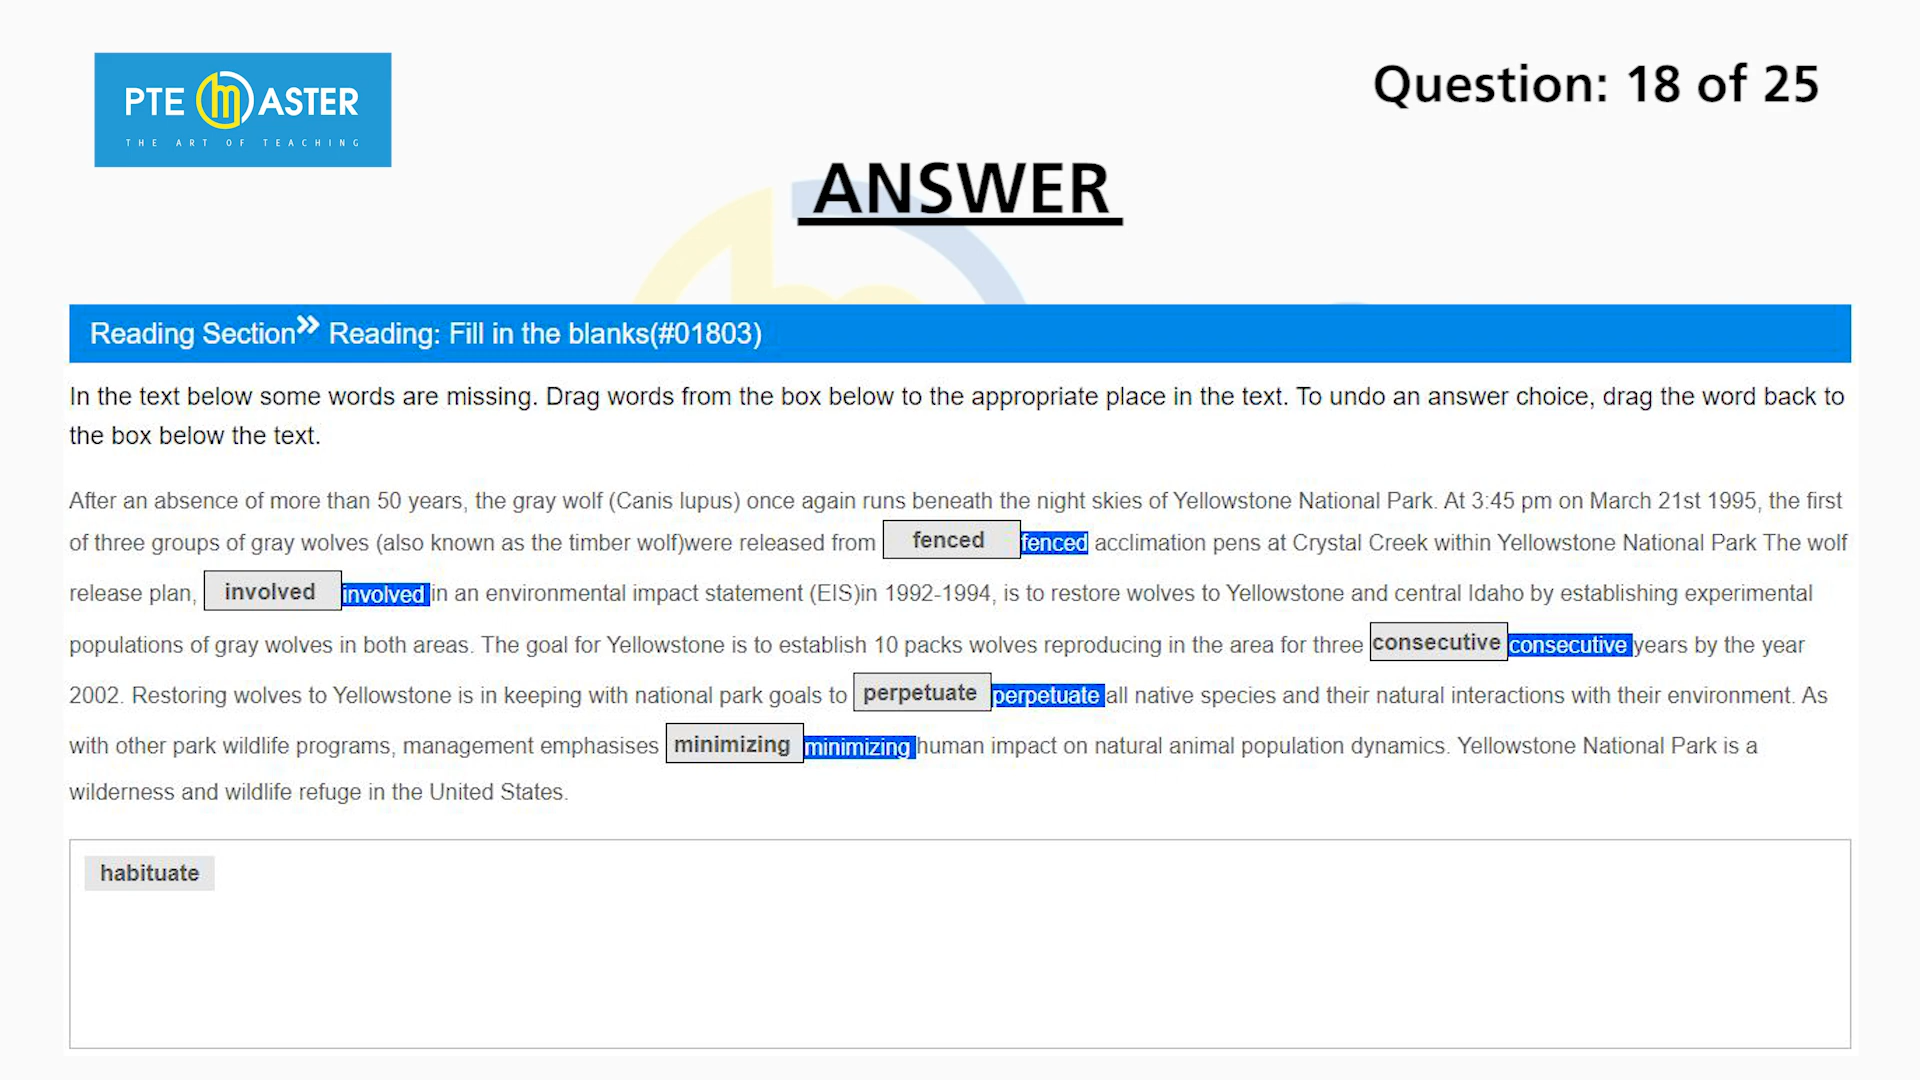 PTE MASTER
THE ART OF TEACHING
Question: 18 of 25
ANSWER
Reading Section» Reading: Fill in the blanks(#01803)
In the text below some words are missing. Drag words from the box below to the appropriate place in the text. To undo an answer choice, drag the word back to
the box below the text.
After an absence of more than 50 years, the gray wolf (Canis lupus) once again runs beneath the night skies of Yellowstone National Park. At 3:45 pm on March 21st 1995, the first
of three groups of gray wolves (also known as the timber wolf)were released from fenced fenced acclimation pens at Crystal Creek within Yellowstone National Park The wolf
release plan, involved involved in an environmental impact statement (EIS)in 1992-1994, is to restore wolves to Yellowstone and central Idaho by establishing experimental
populations of gray wolves in both areas. The goal for Yellowstone is to establish 10 packs wolves reproducing in the area for three consecutive consecutive years by the year
2002. Restoring wolves to Yellowstone is in keeping with national park goals to perpetuate perpetuate all native species and their natural interactions with their environment. As
with other park wildlife programs, management emphasises minimizing minimizing human impact on natural animal population dynamics. Yellowstone National Park is a
wilderness and wildlife refuge in the United States.
habituate